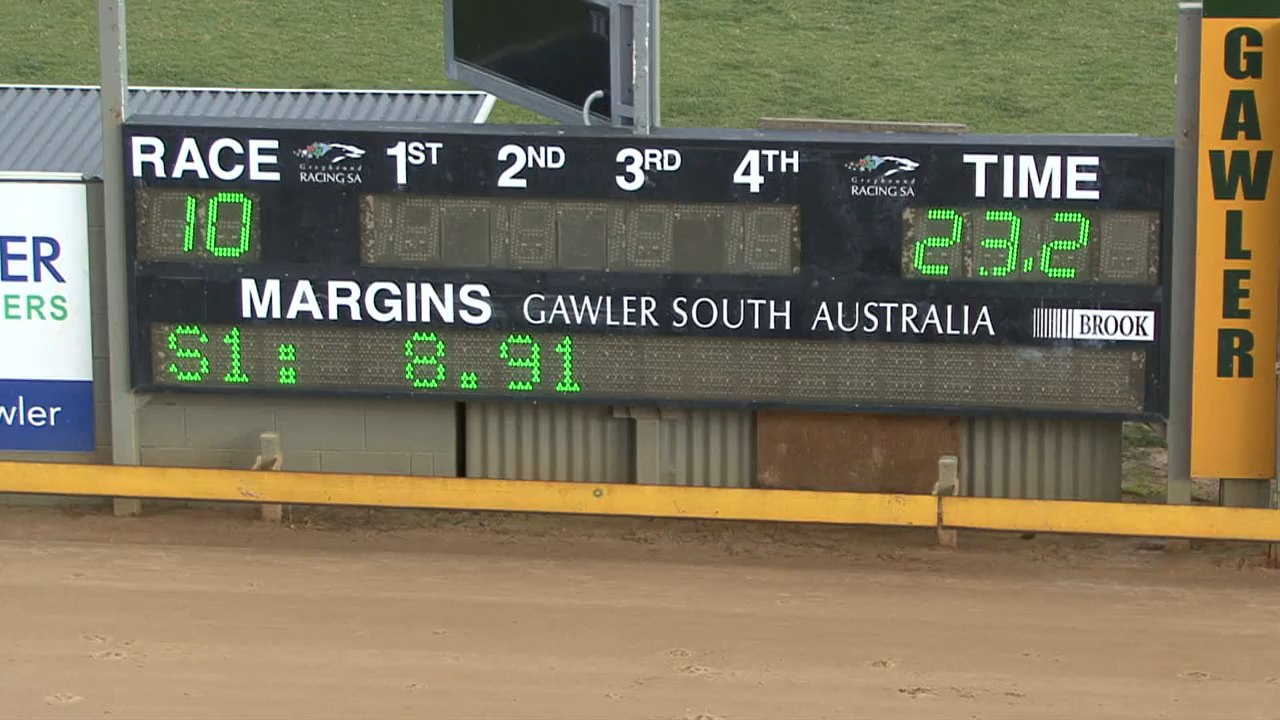 RACE 1ST 2ND 3RD 4TH TIME
Greyhound RACING SA
Greyhound RACING SA
10 23.2
MARGINS GAWLER SOUTH AUSTRALIA BROOK
S1: 8.91
GAWLER
ER
ERS
wler